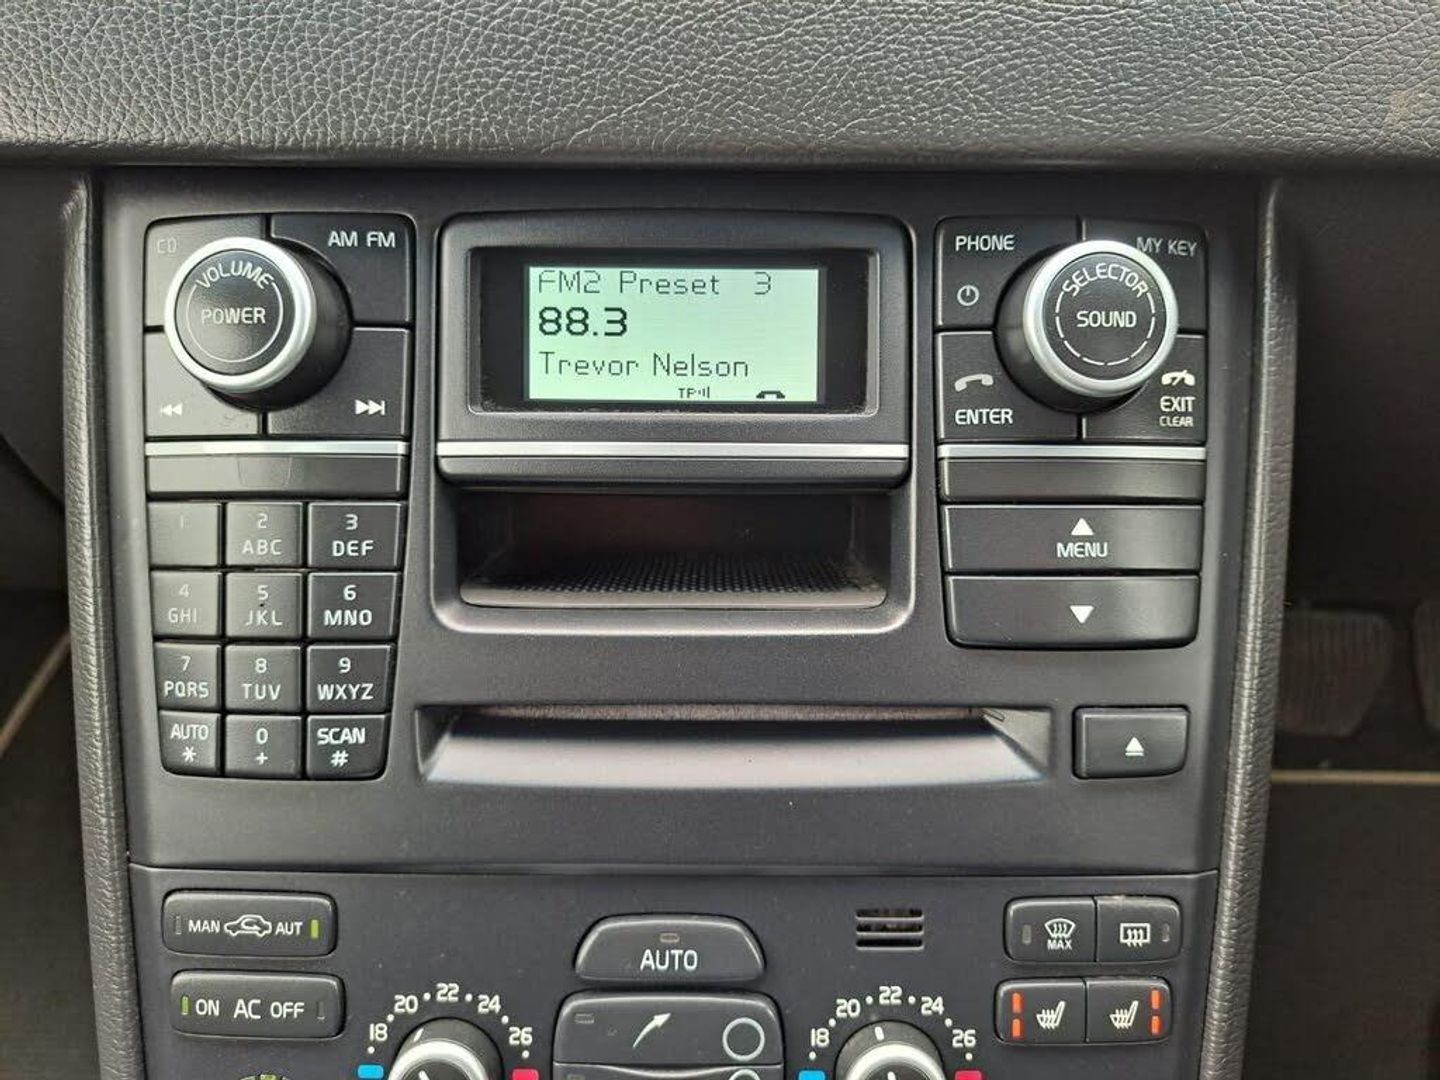 CD
VOLUME
POWER
AM FM
FM2 Preset 3
88.3
Trevor Nelson
TP
PHONE
MY KEY
SELECTOR
SOUND
ENTER
EXIT
CLEAR
MENU
1
2
ABC
3
DEF
4
GHI
5
JKL
6
MNO
7
PQRS
8
TUV
9
WXYZ
AUTO
*
0
+
SCAN
#
MAN AUT
AUTO
MAX
ON AC OFF
18 20 22 24 26
18 20 22 24 26